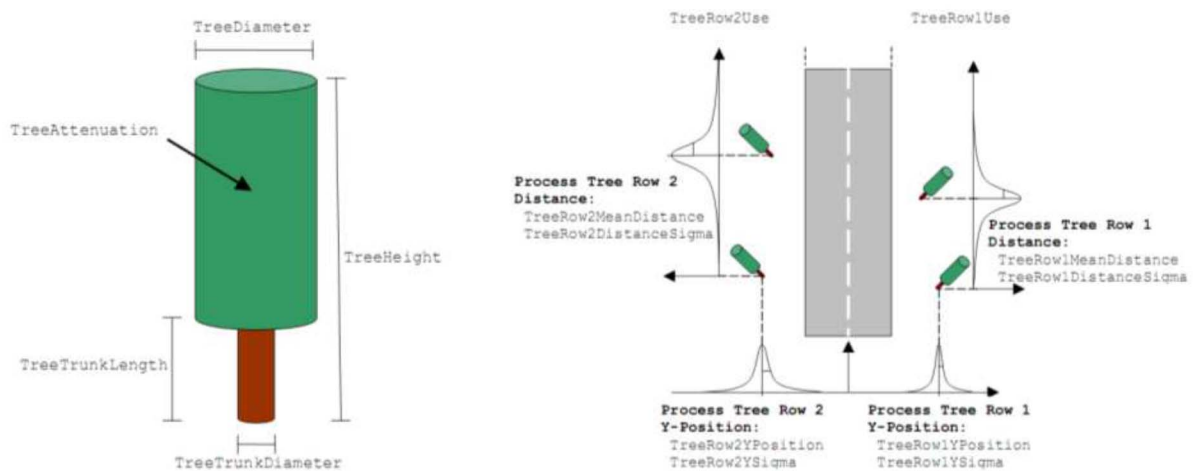 TreeDiameter
TreeAttenuation
TreeHeight
TreeTrunkLength
TreeTrunkDiameter
TreeRow2Use
TreeRow1Use
Process Tree Row 2
Distance:
TreeRow2MeanDistance
TreeRow2DistanceSigma
Process Tree Row 1
Distance:
TreeRow1MeanDistance
TreeRow1DistanceSigma
Process Tree Row 2
Y-Position:
TreeRow2YPosition
TreeRow2YSigma
Process Tree Row 1
Y-Position:
TreeRow1YPosition
TreeRow1YSigma